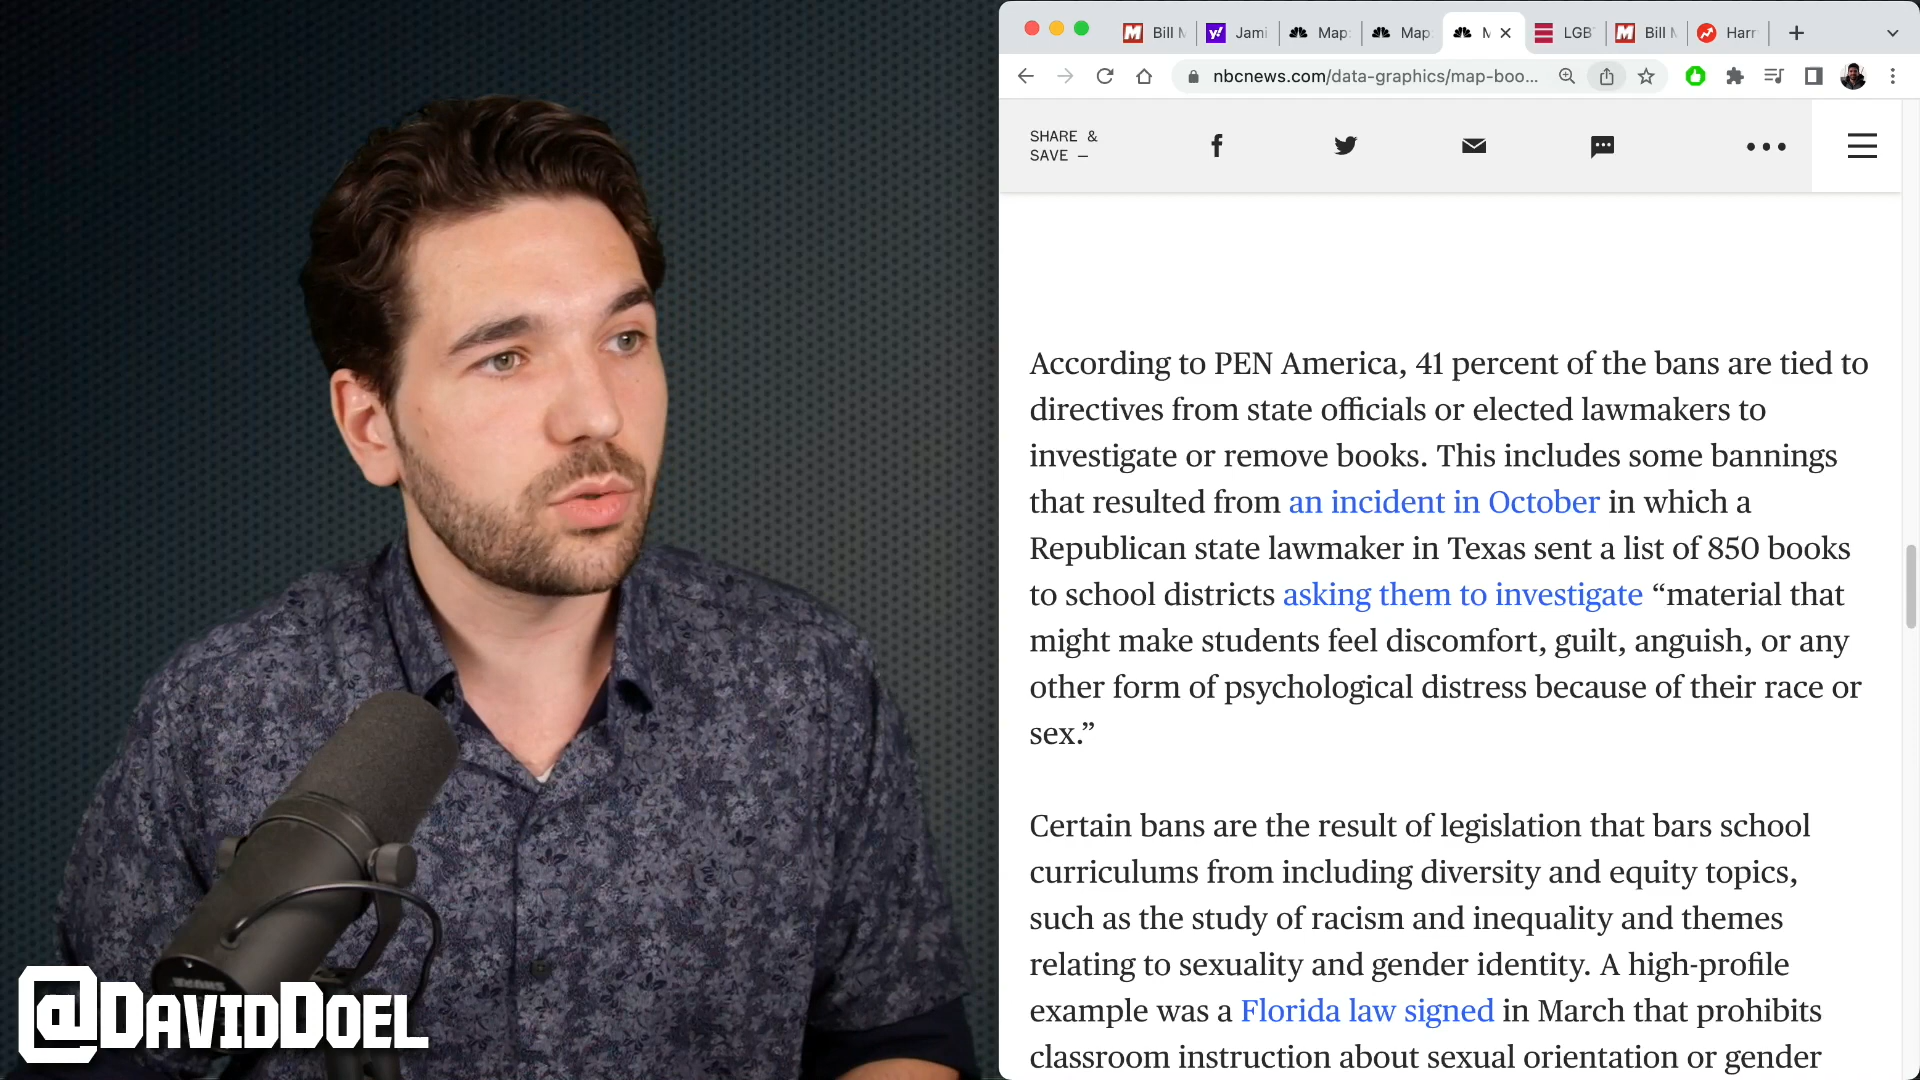 Bill M
Jami
Map:
Map:
M
LGBT
Bill M
Harr
nbcnews.com/data-graphics/map-boo...
SHARE &
SAVE —
According to PEN America, 41 percent of the bans are tied to
directives from state officials or elected lawmakers to
investigate or remove books. This includes some bannings
that resulted from an incident in October in which a
Republican state lawmaker in Texas sent a list of 850 books
to school districts asking them to investigate “material that
might make students feel discomfort, guilt, anguish, or any
other form of psychological distress because of their race or
sex.”
Certain bans are the result of legislation that bars school
curriculums from including diversity and equity topics,
such as the study of racism and inequality and themes
relating to sexuality and gender identity. A high-profile
example was a Florida law signed in March that prohibits
classroom instruction about sexual orientation or gender
@DAVIDDOEL